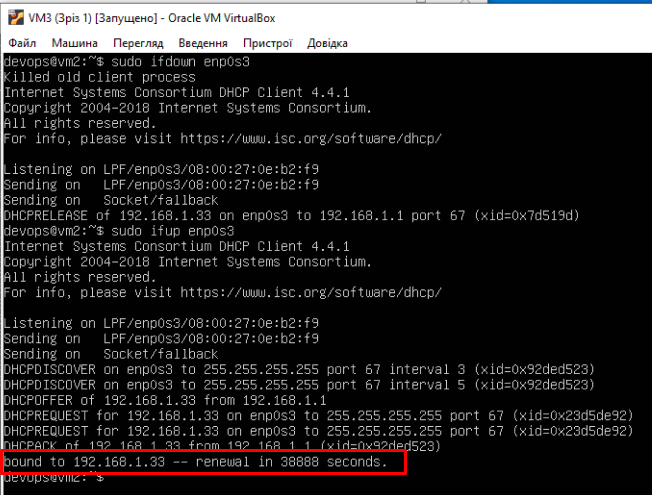 VM3 (Зріз 1) [Запущено] - Oracle VM VirtualBox
Файл Машина Перегляд Введення Пристрої Довідка
devops@vm2:~$ sudo ifdown enp0s3
Killed old client process
Internet Systems Consortium DHCP Client 4.4.1
Copyright 2004-2018 Internet Systems Consortium.
All rights reserved.
For info, please visit https://www.isc.org/software/dhcp/
Listening on LPF/enp0s3/08:00:27:0e:b2:f9
Sending on   LPF/enp0s3/08:00:27:0e:b2:f9
Sending on   Socket/fallback
DHCPRELEASE of 192.168.1.33 on enp0s3 to 192.168.1.1 port 67 (xid=0x7d519d)
devops@vm2:~$ sudo ifup enp0s3
Internet Systems Consortium DHCP Client 4.4.1
Copyright 2004-2018 Internet Systems Consortium.
All rights reserved.
For info, please visit https://www.isc.org/software/dhcp/
Listening on LPF/enp0s3/08:00:27:0e:b2:f9
Sending on   LPF/enp0s3/08:00:27:0e:b2:f9
Sending on   Socket/fallback
DHCPDISCOVER on enp0s3 to 255.255.255.255 port 67 interval 3 (xid=0x92ded523)
DHCPDISCOVER on enp0s3 to 255.255.255.255 port 67 interval 5 (xid=0x92ded523)
DHCPOFFER of 192.168.1.33 from 192.168.1.1
DHCPREQUEST for 192.168.1.33 on enp0s3 to 255.255.255.255 port 67 (xid=0x23d5de92)
DHCPREQUEST for 192.168.1.33 on enp0s3 to 255.255.255.255 port 67 (xid=0x23d5de92)
DHCPACK of 192.168.1.33 from 192.168.1.1 (xid=0x92ded523)
bound to 192.168.1.33 -- renewal in 38888 seconds.
devops@vm2:~$